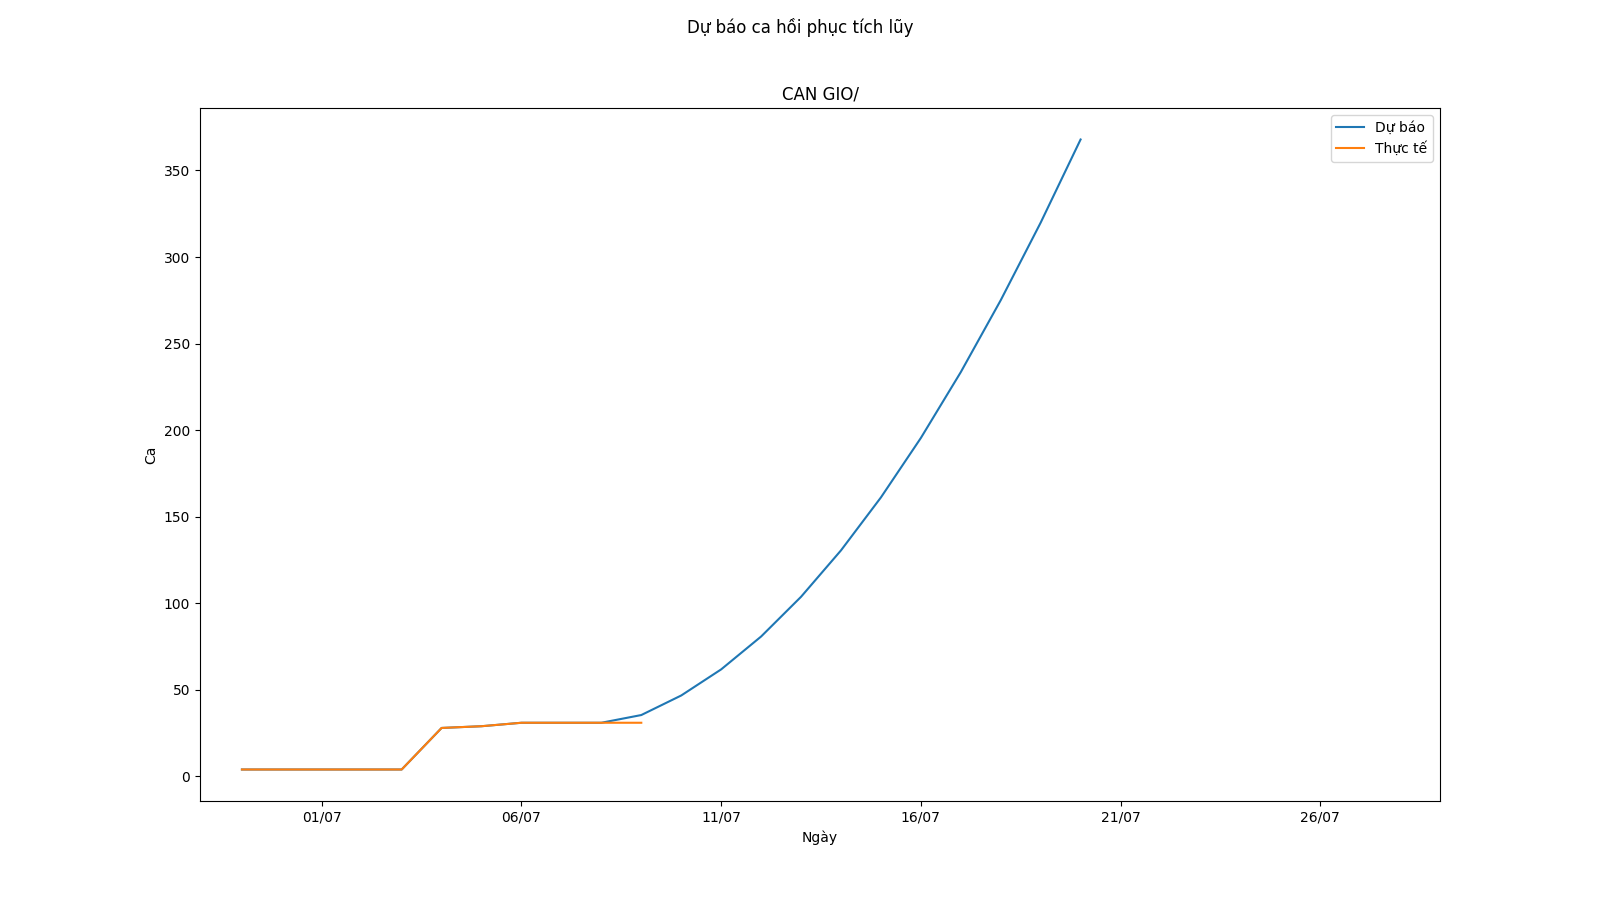 Dự báo ca hồi phục tích lũy
CAN GIO/
Dự báo
Thực tế
350
300
250
200
150
100
50
0
Ca
01/07 06/07 11/07 16/07 21/07 26/07
Ngày